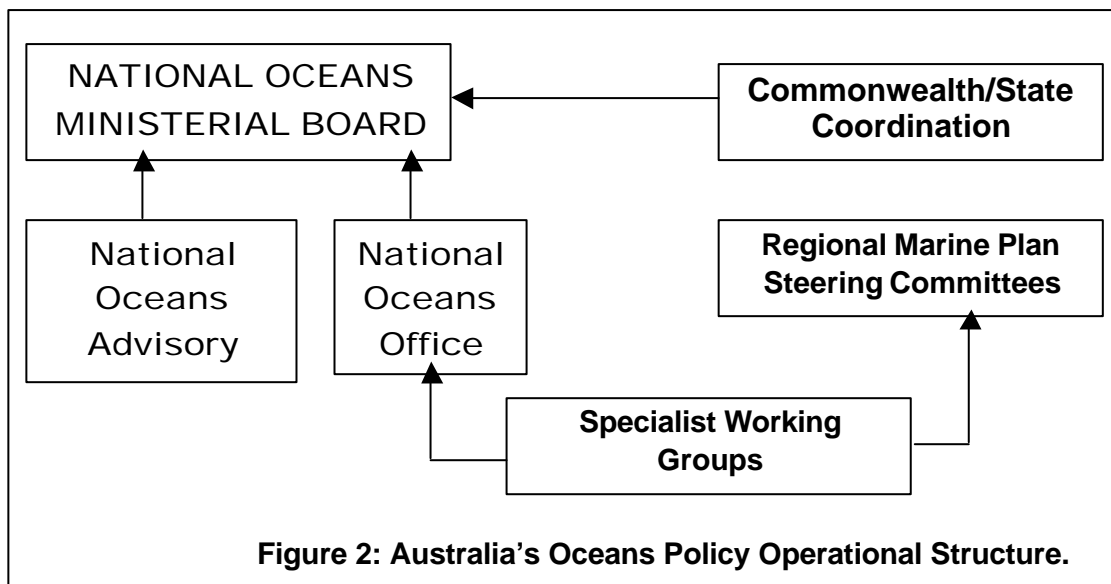 NATIONAL OCEANS
MINISTERIAL BOARD
Commonwealth/State
Coordination
National
Oceans
Advisory
National
Oceans
Office
Regional Marine Plan
Steering Committees
Specialist Working
Groups
Figure 2: Australia’s Oceans Policy Operational Structure.